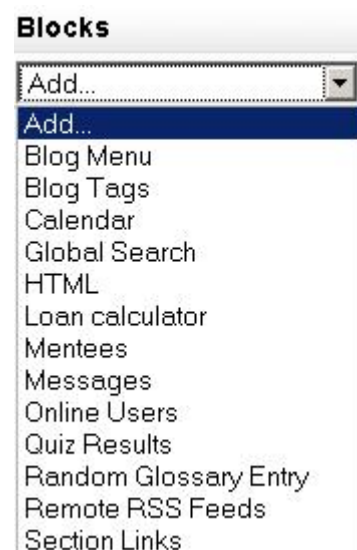 Blocks
Add...
Add...
Blog Menu
Blog Tags
Calendar
Global Search
HTML
Loan calculator
Mentees
Messages
Online Users
Quiz Results
Random Glossary Entry
Remote RSS Feeds
Section Links